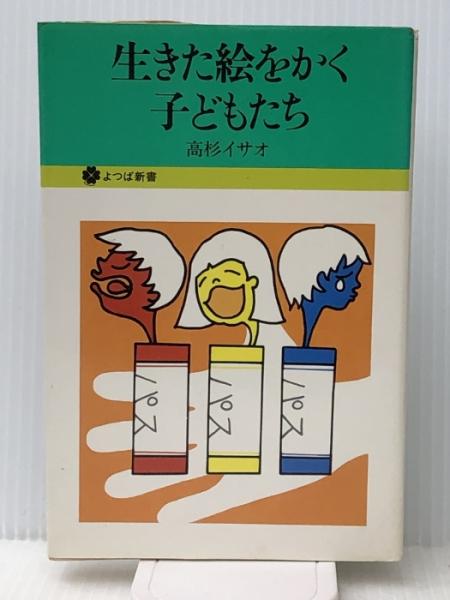 生きた絵をかく
子どもたち
高杉イサオ
よつば新書
パス
パス
パス